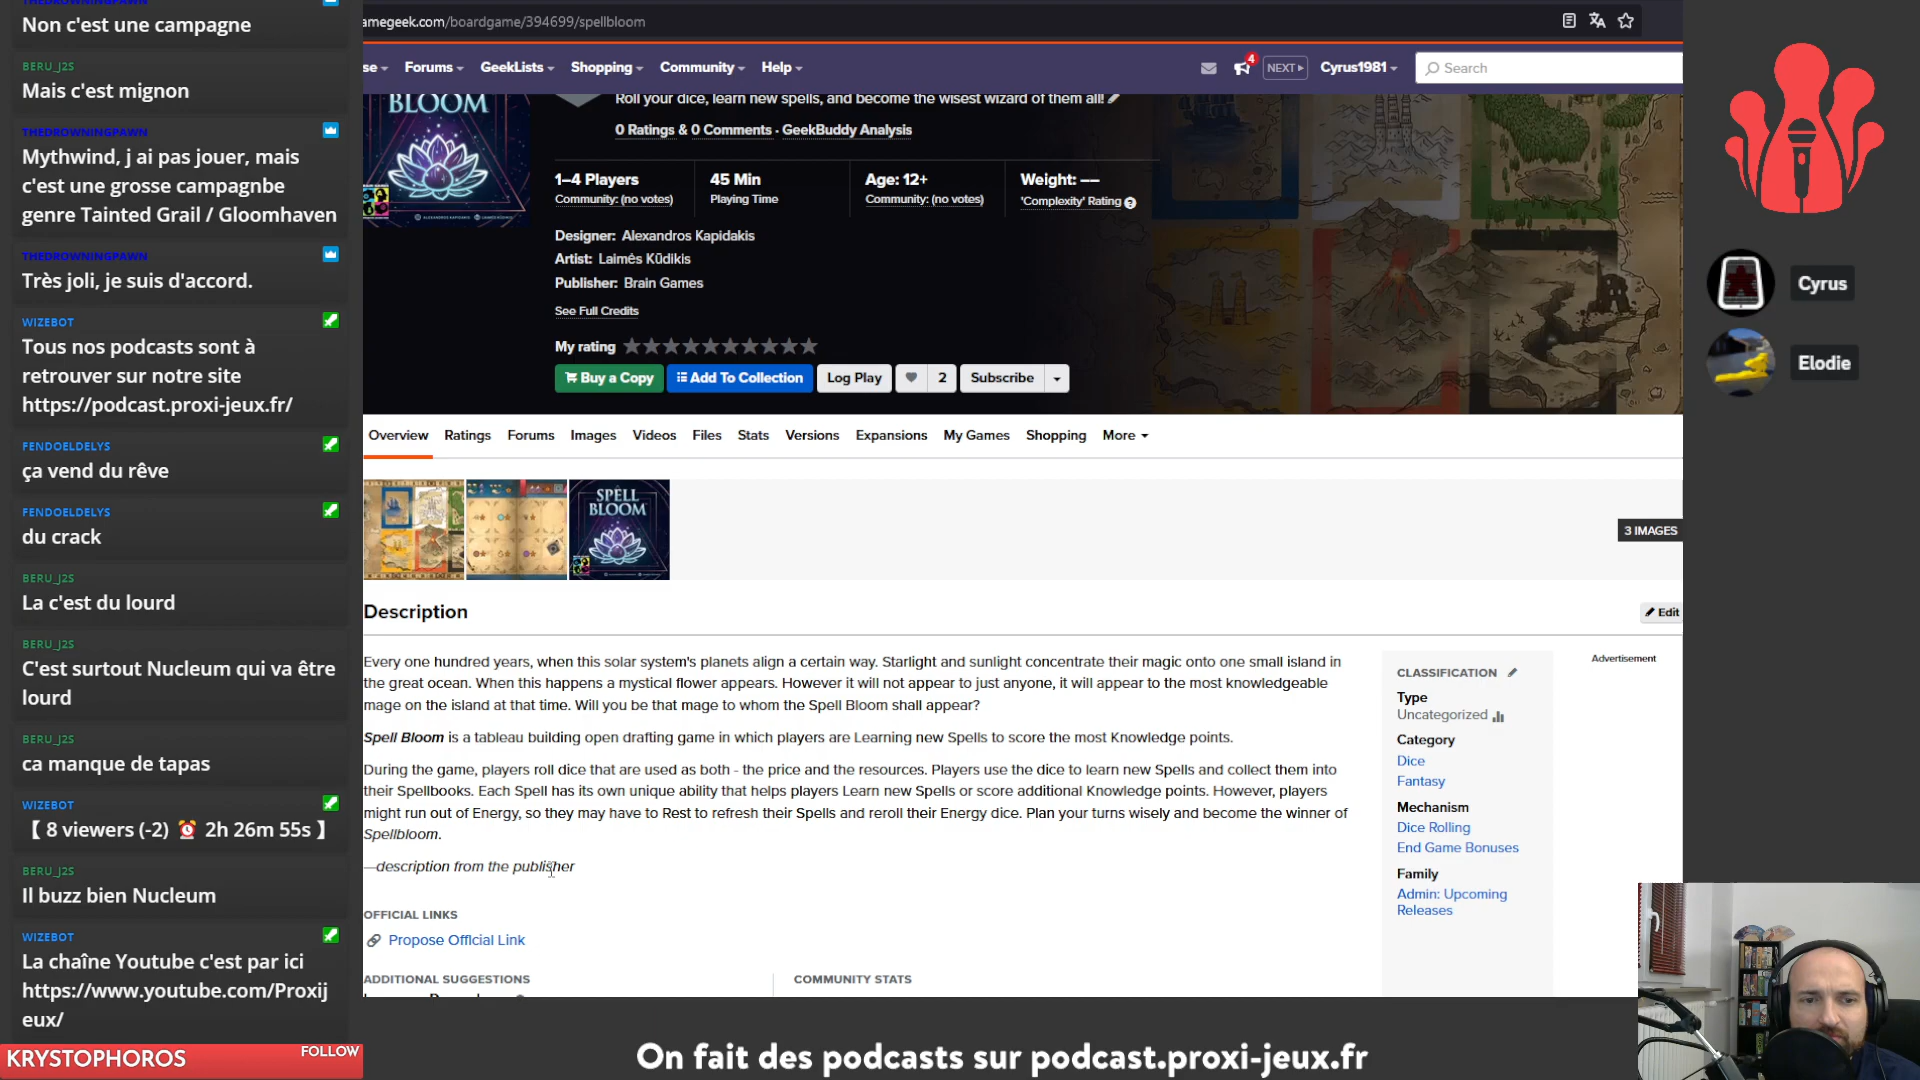 THEDROWNINGPAWN
Non c'est une campagne
BERU_J2S
Mais c'est mignon
THEDROWNINGPAWN
Mythwind, j ai pas jouer, mais
c'est une grosse campagnbe
genre Tainted Grail / Gloomhaven
THEDROWNINGPAWN
Très joli, je suis d'accord.
WIZEBOT
Tous nos podcasts sont à
retrouver sur notre site
https://podcast.proxi-jeux.fr/
FENDOELDELYS
ça vend du rêve
FENDOELDELYS
du crack
BERU_J2S
La c'est du lourd
BERU_J2S
C'est surtout Nucleum qui va être
lourd
BERU_J2S
ca manque de tapas
WIZEBOT
【 8 viewers (-2) ⏰ 2h 26m 55s 】
BERU_J2S
Il buzz bien Nucleum
WIZEBOT
La chaîne Youtube c'est par ici
https://www.youtube.com/Proxij
eux/
KRYSTOPHOROS
FOLLOW
amegeek.com/boardgame/394699/spellbloom
se Forums GeekLists Shopping Community Help
4
NEXT
Cyrus1981
Search
BLOOM
Roll your dice, learn new spells, and become the wisest wizard of them all!
0 Ratings & 0 Comments · GeekBuddy Analysis
1–4 Players
Community: (no votes)
45 Min
Playing Time
Age: 12+
Community: (no votes)
Weight: —
'Complexity' Rating
ALEXANDROS KAPIDAKIS LAIMĖS KŪDIKIS
Designer: Alexandros Kapidakis
Artist: Laimės Kūdikis
Publisher: Brain Games
See Full Credits
My rating
Buy a Copy
Add To Collection
Log Play
2
Subscribe
Overview Ratings Forums Images Videos Files Stats Versions Expansions My Games Shopping More
SPELL
BLOOM
3 IMAGES
Description
Edit
Every one hundred years, when this solar system's planets align a certain way. Starlight and sunlight concentrate their magic onto one small island in
the great ocean. When this happens a mystical flower appears. However it will not appear to just anyone, it will appear to the most knowledgeable
mage on the island at that time. Will you be that mage to whom the Spell Bloom shall appear?
Spell Bloom is a tableau building open drafting game in which players are Learning new Spells to score the most Knowledge points.
During the game, players roll dice that are used as both - the price and the resources. Players use the dice to learn new Spells and collect them into
their Spellbooks. Each Spell has its own unique ability that helps players Learn new Spells or score additional Knowledge points. However, players
might run out of Energy, so they may have to Rest to refresh their Spells and reroll their Energy dice. Plan your turns wisely and become the winner of
Spellbloom.
—description from the publisher
OFFICIAL LINKS
Propose Official Link
ADDITIONAL SUGGESTIONS
COMMUNITY STATS
CLASSIFICATION
Type
Uncategorized
Category
Dice
Fantasy
Mechanism
Dice Rolling
End Game Bonuses
Family
Admin: Upcoming
Releases
Advertisement
Cyrus
Elodie
On fait des podcasts sur podcast.proxi-jeux.fr